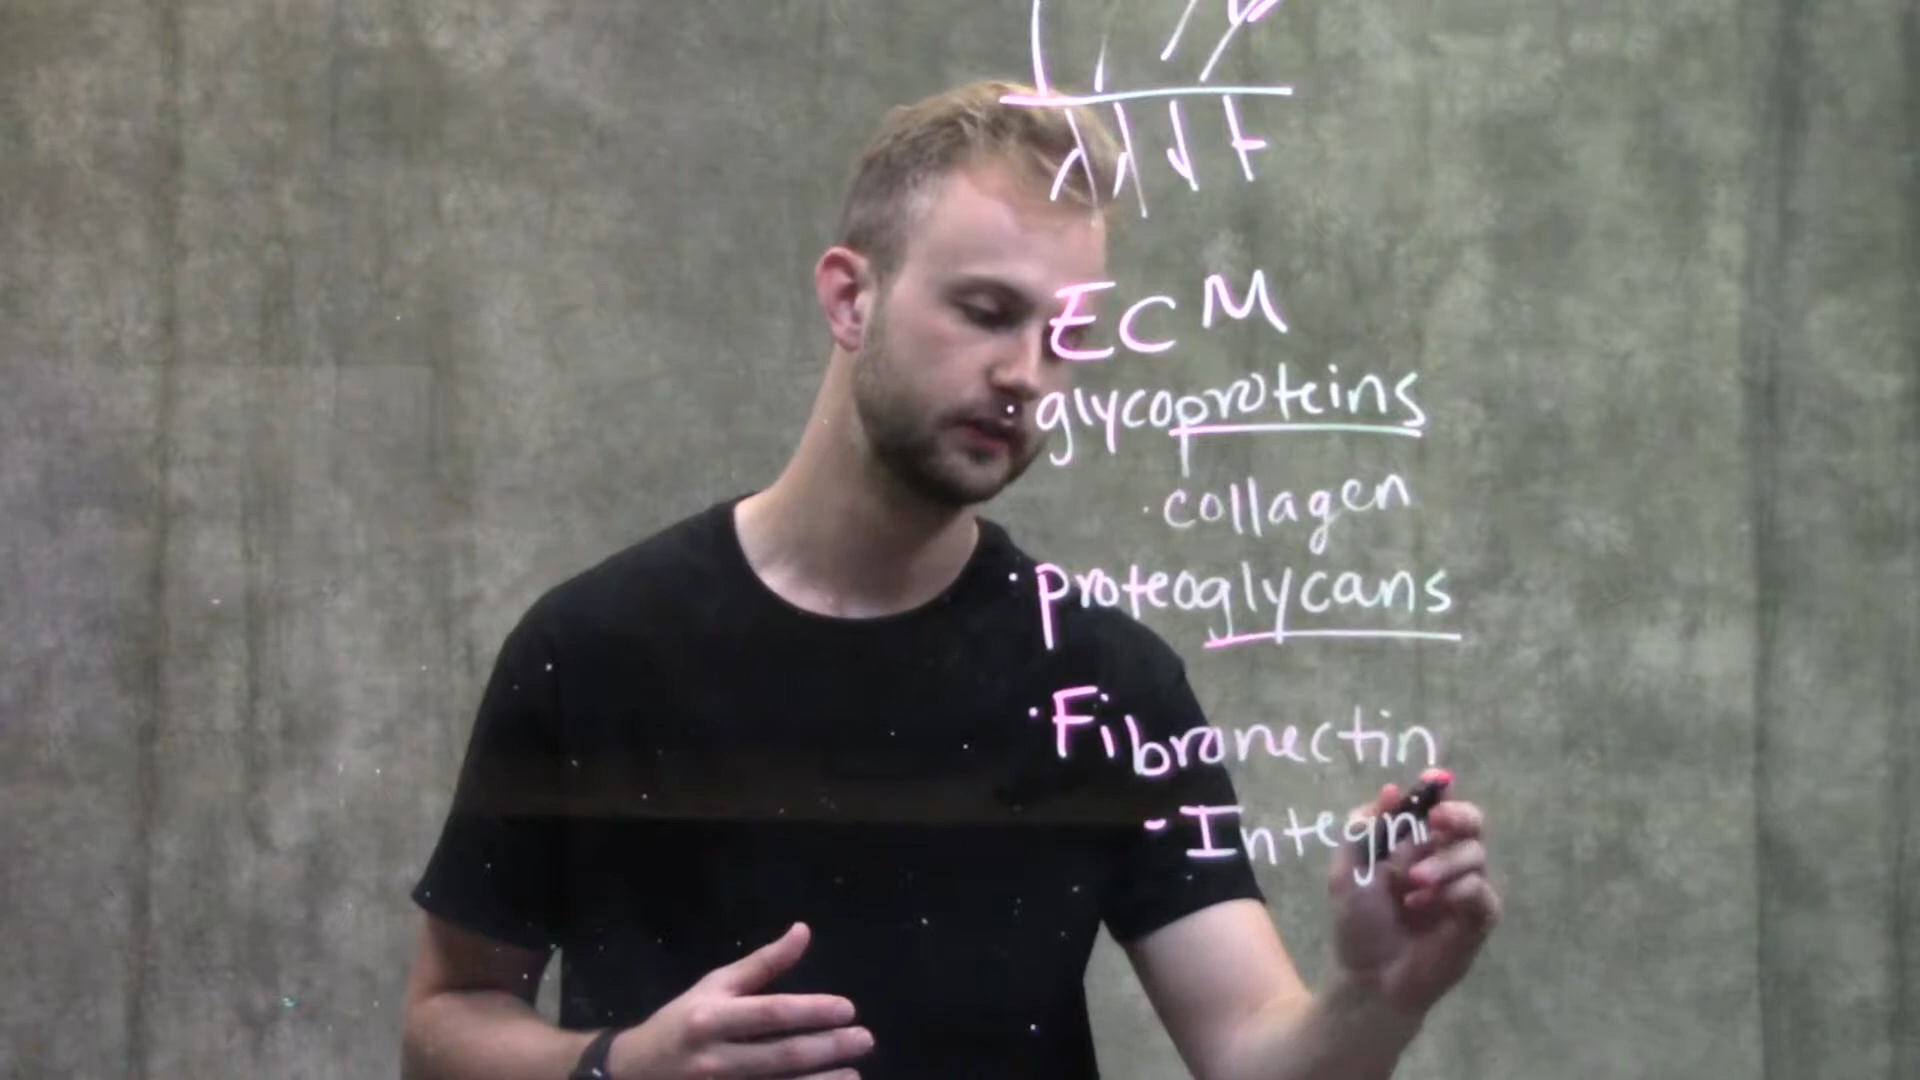 ECM
• glycoproteins
· collagen
· proteoglycans
· Fibronectin
- Integri